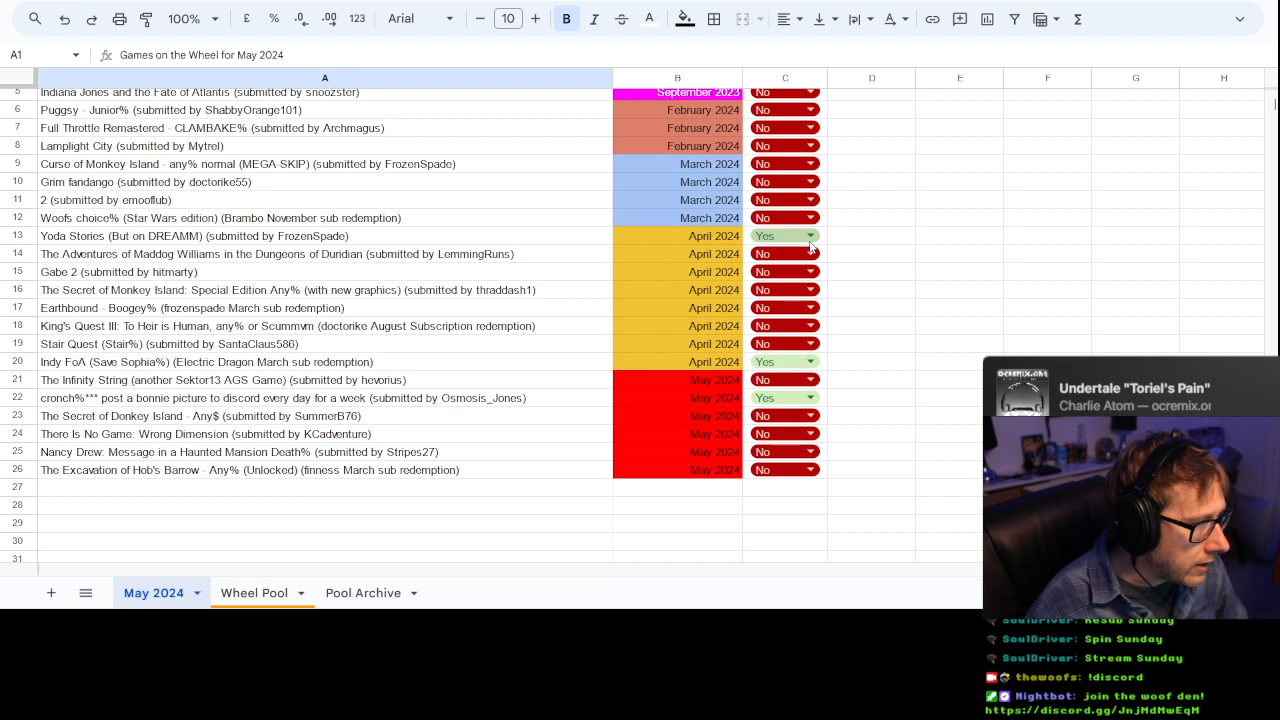 100% £ % .0 .00 123 Arial 10 B I S A Σ
A1 fx Games on the Wheel for May 2024
A B C D E F G H
5 Indiana Jones and the Fate of Atlantis (submitted by snoozster) September 2023 No
6 Puggsy - Junior% (submitted by ShabbyOrange101) February 2024 No
7 Full Throttle Remastered - CLAMBAKE% (submitted by Archmagus) February 2024 No
8 Lamplight City (submitted by Mytrel) February 2024 No
9 Curse of Monkey Island - any% normal (MEGA-SKIP) (submitted by FrozenSpade) March 2024 No
10 Grim fandango (submitted by doctorike55) March 2024 No
11 2 (submitted by emooflub) March 2024 No
12 Woofs choice% (Star Wars edition) (Brambo November sub redemption) March 2024 No
13 Yoda Stories (But on DREAMM) (submitted by FrozenSpade) April 2024 Yes
14 The Adventures of Maddog Williams in the Dungeons of Duridian (submitted by LemmingRuns) April 2024 No
15 Gabe 2 (submitted by hitmarty) April 2024 No
16 The Secret of Monkey Island: Special Edition Any% (with new graphics) (submitted by thraddash1) April 2024 No
17 Earthbound - Pogey% (frozenspade March sub redemption) April 2024 No
18 King's Quest III: To Heir is Human, any% or Scummvm (doctorike August Subscription redemption) April 2024 No
19 Stair Quest (Stair%) (submitted by SantaClaus586) April 2024 No
20 Indy FoA (Save Sophia%) (Electric Dragon March sub redemption) April 2024 Yes
21 The Infinity String (another Sektor13 AGS Game) (submitted by hevorius) May 2024 No
22 cronch%*** post a bonnie picture to discord every day for a week (submitted by Osmosis_Jones) May 2024 Yes
23 The Secret of Donkey Island - Any$ (submitted by SummerB76) May 2024 No
24 There Is No Game: Wrong Dimension (submitted by KCadventure) May 2024 No
25 Nancy Drew Message in a Haunted Mansion Death% (submitted by Stripes27) May 2024 No
26 The Excavation of Hob's Barrow - Any% (Unlocked) (finness March sub redemption) May 2024 No
27
28
29
30
31
May 2024 Wheel Pool Pool Archive
OCREMIX.ORG
Undertale "Toriel's Pain"
Charlie Atom — ocremix.or
SoulDriver: ReSub Sunday
SoulDriver: Spin Sunday
SoulDriver: Stream Sunday
thewoofs: !discord
Nightbot: join the woof den!
https://discord.gg/JnjMdMwEqM